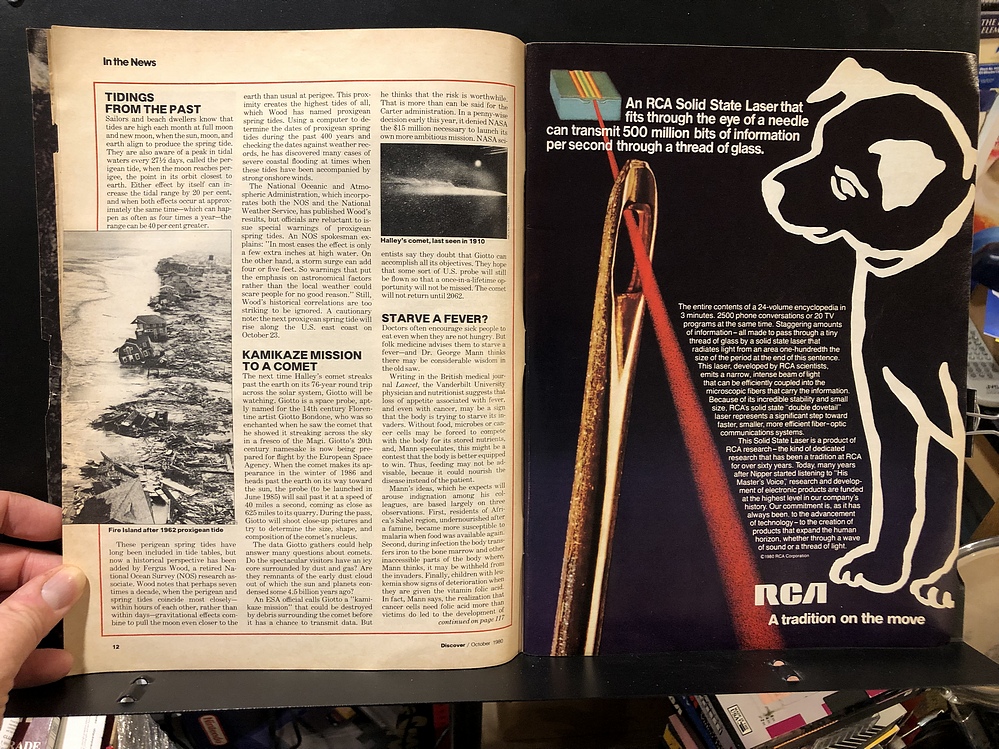 In the News
TIDINGS
FROM THE PAST
Sailors and beach dwellers know that
tides are high each month at full moon
and new moon, when the sun, moon, and
earth align to produce the spring tide.
They are also aware of a peak in tidal
waters every 27½ days, called the per-
igee tide, when the moon reaches per-
igee, the point in its orbit closest to
earth. Either effect by itself can in-
crease the tidal range by 20 per cent,
and when both effects occur at approx-
imately the same time—which can hap-
pen as often as four times a year—the
range can be 40 per cent greater.
Fire Island after 1962 proxigean tide
These perigean spring tides have
long been included in tide tables, but
now a historical perspective has been
added by Fergus Wood, a retired Na-
tional Ocean Survey (NOS) research as-
sociate. Wood notes that perhaps seven
times a decade, when the perigean and
spring tides coincide most closely—
within hours of each other, rather than
within days—gravitational effects com-
bine to pull the moon even closer to the
earth than usual at perigee. This prox-
imity creates the highest tides of all,
which Wood has named proxigean
tides. Using a computer to de-
termine the dates of proxigean spring
tides during the past 400 years and
checking the dates against weather rec-
ords, he has discovered many cases of
severe coastal flooding at times when
these tides have been accompanied by
strong onshore winds.
The National Oceanic and Atmo-
spheric Administration, which incorpo-
rates both the NOS and the National
Weather Service, has published Wood's
results, but officials are reluctant to is-
sue special warnings of proxigean
spring tides. An NOS spokesman ex-
plains: "In most cases the effect is only
a few extra inches at high water. On
the other hand, a storm surge can add
four or five feet. So warnings that put
the emphasis on astronomical factors
rather than the local weather could
scare people for no good reason." Still,
Wood's historical correlations are too
striking to be ignored. A cautionary
note: the next proxigean spring tide will
rise along the U.S. east coast on
October 23.
KAMIKAZE MISSION
TO A COMET
The next time Halley's comet streaks
past the earth on its 76-year round trip
across the solar system, Giotto will be
watching. Giotto is a space probe, apt-
ly named for the 14th century Floren-
tine artist Giotto Bondone, who was so
enchanted when he saw the comet that
he showed it streaking across the sky
in a fresco of the Magi. Giotto's 20th
century namesake is now being pre-
pared for flight by the European Space
Agency. When the comet makes its ap-
pearance in the winter of 1986 and
heads past the earth on its way toward
the sun, the probe (to be launched in
June 1985) will sail past it at a speed of
40 miles a second, coming as close as
625 miles to its quarry. During the pass,
Giotto will shoot close-up pictures and
try to determine the size, shape, and
composition of the comet's nucleus.
The data Giotto gathers could help
answer many questions about comets.
Do the spectacular visitors have an icy
core surrounded by dust and gas? Are
they remnants of the early dust cloud
out of which the sun and planets con-
densed some 4.5 billion years ago?
An ESA official calls Giotto a "kami-
kaze mission" that could be destroyed
by debris surrounding the comet before
it has a chance to transmit data. But
he thinks that the risk is worthwhile.
That is more than can be said for the
Carter administration. In a penny-wise
decision early this year, it denied NASA
the $15 million necessary to launch its
own more ambitious mission. NASA sci-
Halley's comet, last seen in 1910
entists say they doubt that Giotto can
accomplish all its objectives. They hope
that some sort of U.S. probe will still
be flown so that a once-in-a-lifetime op-
portunity will not be missed. The comet
will not return until 2062.
STARVE A FEVER?
Doctors often encourage sick people to
eat even when they are not hungry. But
folk medicine advises them to starve a
fever—and Dr. George Mann thinks
there may be considerable wisdom in
the old saw.
Writing in the British medical jour-
nal Lancet, the Vanderbilt University
physician and nutritionist suggests that
loss of appetite associated with fever,
and even with cancer, may be a sign
that the body is trying to starve its in-
vaders. Without food, microbes or can-
cer cells may be forced to compete
with the body for its stored nutrients,
and, Mann speculates, this might be a
contest that the body is better equipped
to win. Thus, feeding may not be ad-
visable, because it could nourish the
disease instead of the patient.
Mann's ideas, which he expects will
arouse indignation among his col-
leagues, are based largely on three
observations. First, residents of Afri-
ca's Sahel region, undernourished after
a famine, became more susceptible to
malaria when food was available again.
Second, during infection the body trans-
fers iron to the bone marrow and other
inaccessible parts of the body where,
Mann thinks, it may be withheld from
the invaders. Finally, children with leu-
kemia show signs of deterioration when
they are given the vitamin folic acid.
In fact, Mann says, the realization that
cancer cells need folic acid more than
victims do led to the development of
continued on page 117
12
Discover / October 1980
An RCA Solid State Laser that
fits through the eye of a needle
can transmit 500 million bits of information
per second through a thread of glass.
The entire contents of a 24-volume encyclopedia in
3 minutes. 2500 phone conversations or 20 TV
programs at the same time. Staggering amounts
of information – all made to pass through a tiny
thread of glass by a solid state laser that
radiates light from an area one-hundredth the
size of the period at the end of this sentence.
This laser, developed by RCA scientists,
emits a narrow, intense beam of light
that can be efficiently coupled into the
microscopic fibers that carry the information.
Because of its incredible stability and small
size, RCA's solid state "double dovetail"
laser represents a significant step toward
faster, smaller, more efficient fiber-optic
communications systems.
This Solid State Laser is a product of
RCA research – the kind of dedicated
research that has been a tradition at RCA
for over sixty years. Today, many years
after Nipper first started listening to "His
Master's Voice," research and develop-
ment of electronic products are funded
at the highest level in our company's
history. Our commitment is, as it has
always been, to the advancement
of technology – to the creation of
products that expand the human
horizon, whether through a wave
of sound or a thread of light.
©1980 RCA Corporation
RCA
A tradition on the move